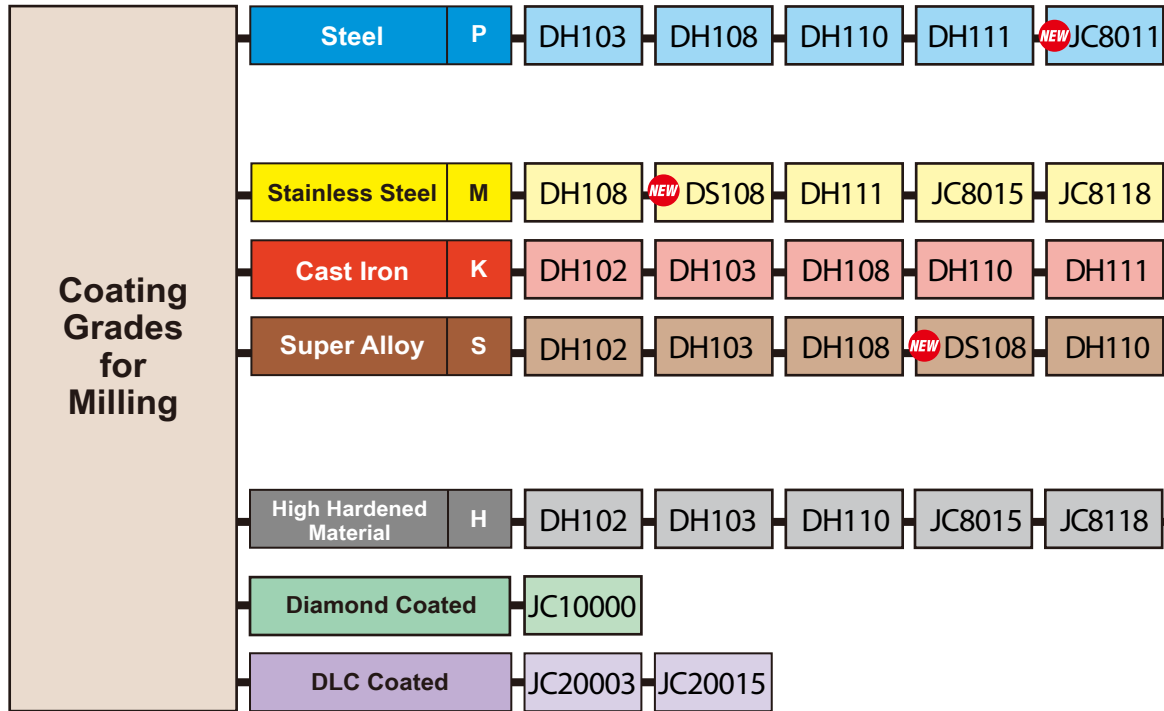 Coating
Grades
for
Milling
Steel P DH103 DH108 DH110 DH111 NEW JC8011
Stainless Steel M DH108 NEW DS108 DH111 JC8015 JC8118
Cast Iron K DH102 DH103 DH108 DH110 DH111
Super Alloy S DH102 DH103 DH108 NEW DS108 DH110
High Hardened
Material H DH102 DH103 DH110 JC8015 JC8118
Diamond Coated JC10000
DLC Coated JC20003 JC20015